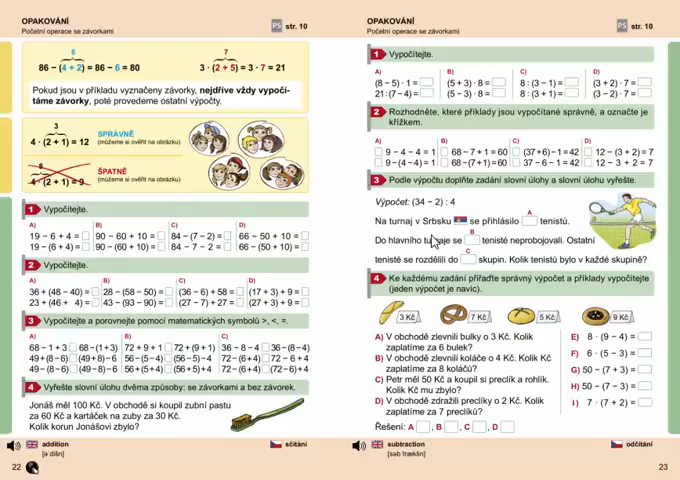 OPAKOVÁNÍ
Početní operace se závorkami
PS str. 10
6
86 – (4 + 2) = 86 – 6 = 80
7
3 · (2 + 5) = 3 · 7 = 21
Pokud jsou v příkladu vyznačeny závorky, nejdříve vždy vypočí-
táme závorky, poté provedeme ostatní výpočty.
3
4 · (2 + 1) = 12
SPRÁVNĚ
(můžeme si ověřit na obrázku)
8
4 · (2 + 1) = 9
ŠPATNĚ
(můžeme si ověřit na obrázku)
1 Vypočítejte.
A) B) C) D)
19 – 6 + 4 = 90 – 60 + 10 = 84 – (7 – 2) = 66 – 50 + 10 =
19 – (6 + 4) = 90 – (60 + 10) = 84 – 7 – 2 = 66 – (50 + 10) =
2 Vypočítejte.
A) B) C) D)
36 + (48 – 40) = 28 – (58 – 50) = (36 – 6) + 58 = (17 + 3) + 9 =
23 + (46 + 4) = 43 – (93 – 90) = (27 – 7) + 27 = (27 + 3) + 9 =
3 Vypočítejte a porovnejte pomocí matematických symbolů >, <, =.
A) B) C)
68 – 1 + 3 68 – (1 + 3) 72 + 9 + 1 72 + (9 + 1) 36 – 8 – 4 36 – (8 – 4)
49 + (8 – 6) (49 + 8) – 6 56 – (5 – 4) (56 – 5) – 4 72 – (6 + 4) 72 – 6 + 4
49 – (8 – 6) (49 – 8) – 6 56 + (5 + 4) (56 + 5) + 4 72 – (6 + 4) (72 – 6) + 4
4 Vyřešte slovní úlohu dvěma způsoby: se závorkami a bez závorek.
Jonáš měl 100 Kč. V obchodě si koupil zubní pastu
za 60 Kč a kartáček na zuby za 30 Kč.
Kolik korun Jonášovi zbylo?
addition
[ə dišn]
sčítání
22
OPAKOVÁNÍ
Početní operace se závorkami
PS str. 10
1 Vypočítejte.
A) B) C) D)
(8 – 5) · 1 = (5 + 3) · 8 = 8 : (3 – 1) = (3 + 2) · 7 =
21 : (7 – 4) = (5 – 3) · 8 = 8 : (3 + 1) = (3 – 2) · 7 =
2 Rozhodněte, které příklady jsou vypočítané správně, a označte je
křížkem.
A) B) C) D)
9 – 4 – 4 = 1 68 – 7 + 1 = 60 (37 + 6) – 1 = 42 12 – (3 + 2) = 7
9 – (4 – 4) = 1 68 – (7 + 1) = 60 37 – 6 – 1 = 42 12 – 3 + 2 = 7
3 Podle výpočtu doplňte zadání slovní úlohy a slovní úlohu vyřešte.
Výpočet: (34 – 2) : 4
A
Na turnaj v Srbsku se přihlásilo tenistů.
B
Do hlavního turnaje se tenisté neprobojovali. Ostatní
C
tenisté se rozdělili do skupin. Kolik tenistů bylo v každé skupině?
4 Ke každému zadání přiřaďte správný výpočet a příklady vypočítejte
(jeden výpočet je navíc).
3 Kč 7 Kč 5 Kč 9 Kč
A) V obchodě zlevnili bulky o 3 Kč. Kolik
zaplatíme za 6 bulek?
B) V obchodě zlevnili koláče o 4 Kč. Kolik Kč
zaplatíme za 8 koláčů?
C) Petr měl 50 Kč a koupil si preclík a rohlík.
Kolik Kč mu zbylo?
D) V obchodě zdražili preclíky o 2 Kč. Kolik
zaplatíme za 7 preclíků?
E) 8 · (9 – 4) =
F) 6 · (5 – 3) =
G) 50 – (7 + 3) =
H) 50 – (7 – 3) =
I) 7 · (7 + 2) =
Řešení: A , B , C , D
subtraction
[səb trækšn]
odčítání
23